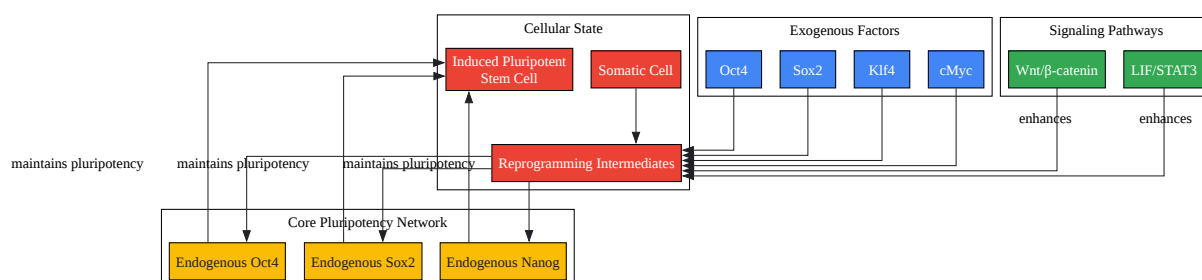 Cellular State
Exogenous Factors
Signaling Pathways
Induced Pluripotent
Stem Cell
Somatic Cell
Oct4
Sox2
Klf4
cMyc
Wnt/β-catenin
LIF/STAT3
enhances
enhances
maintains pluripotency
maintains pluripotency
maintains pluripotency
Reprogramming Intermediates
Core Pluripotency Network
Endogenous Oct4
Endogenous Sox2
Endogenous Nanog